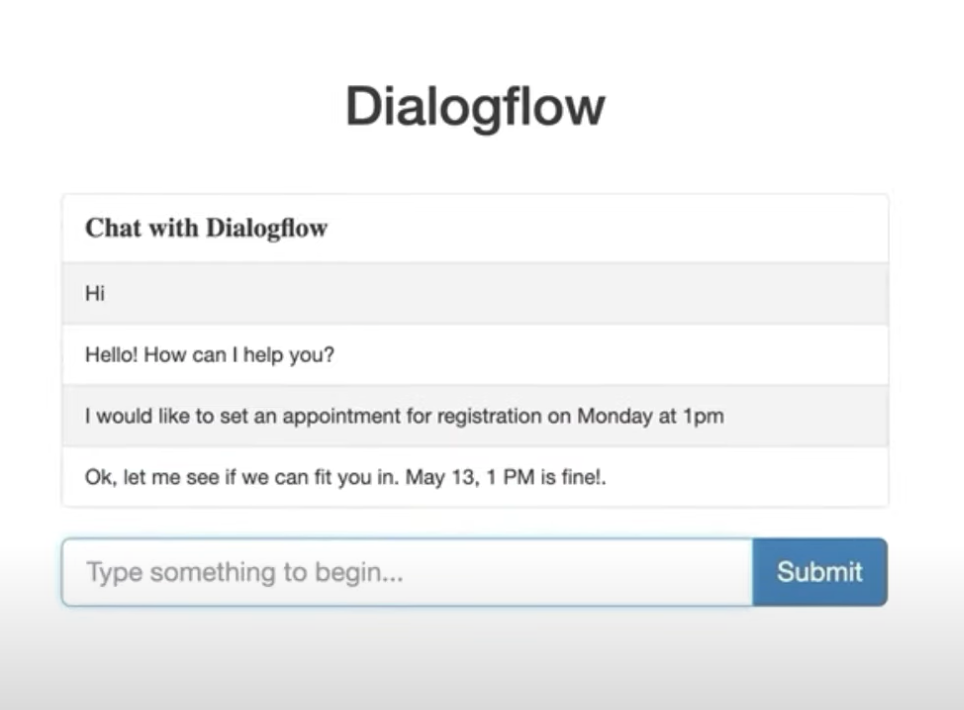 Dialogflow
Chat with Dialogflow
Hi
Hello! How can I help you?
I would like to set an appointment for registration on Monday at 1pm
Ok, let me see if we can fit you in. May 13, 1 PM is fine!.
Type something to begin...
Submit